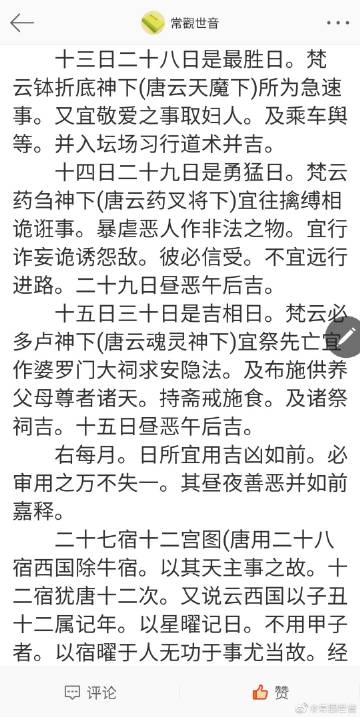 常觀世音
十三日二十八日是最胜日。梵
云钵折底神下(唐云天魔下)所为急速
事。又宜敬爱之事取妇人。及乘车舆
等。并入坛场习行道术并吉。
十四日二十九日是勇猛日。梵云
药刍神下(唐云药叉将下)宜往擒缚相
诡诳事。暴虐恶人作非法之物。宜行
诈妄诡诱怨敌。彼必信受。不宜远行
进路。二十九日昼恶午后吉。
十五日三十日是吉相日。梵云必
多卢神下(唐云魂灵神下)宜祭先亡宜
作婆罗门大祠求安隐法。及布施供养
父母尊者诸天。持斋戒施食。及诸祭
祠吉。十五日昼恶午后吉。
右每月。日所宜用吉凶如前。必
审用之万不失一。其昼夜善恶并如前
嘉释。
二十七宿十二宫图(唐用二十八
宿西国除牛宿。以其天主事之故。十
二宿犹唐十二次。又说云西国以子丑
十二属记年。以星曜记日。不用甲子
者。以宿曜于人无功于事尤当故。经
评论
赞
@常觀世音